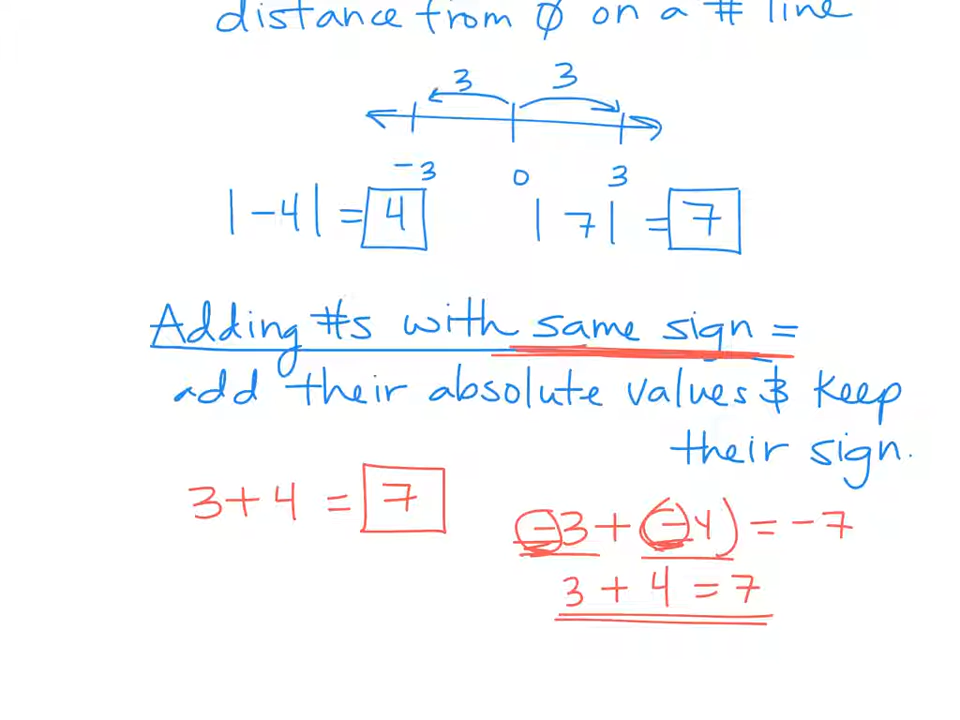 distance from 0 on a # line
3 3
-3 0 3
|-4| = 4 |7| = 7
Adding #s with same sign =
add their absolute values & keep
their sign.
3+4 = 7
-3 + (-4) = -7
3 + 4 = 7